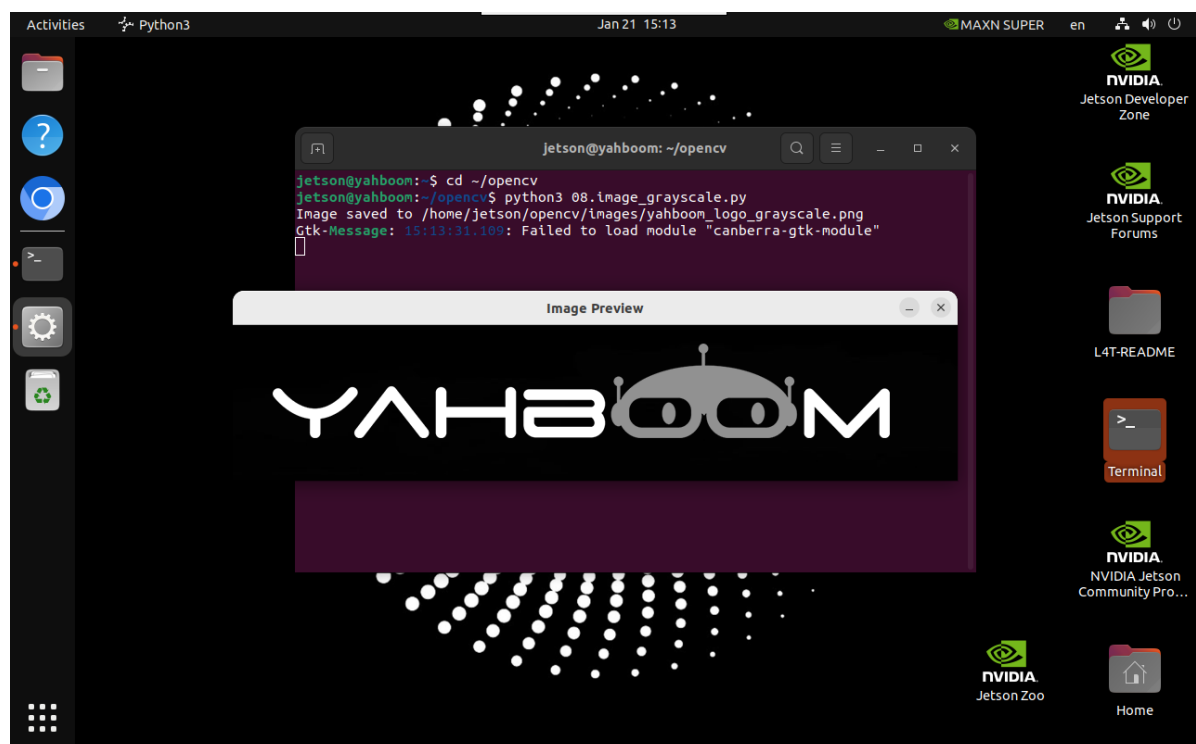 Activities
Python3
Jan 21 15:13
MAXN SUPER
en
jetson@yahboom: ~/opencv
jetson@yahboom:~$ cd ~/opencv
jetson@yahboom:~/opencv$ python3 08.image_grayscale.py
Image saved to /home/jetson/opencv/images/yahboom_logo_grayscale.png
Gtk-Message: 15:13:31.109: Failed to load module "canberra-gtk-module"
Image Preview
YAHBOOM
NVIDIA.
Jetson Developer
Zone
NVIDIA.
Jetson Support
Forums
L4T-README
>_
Terminal
NVIDIA.
NVIDIA Jetson
Community Pro...
NVIDIA.
Jetson Zoo
Home